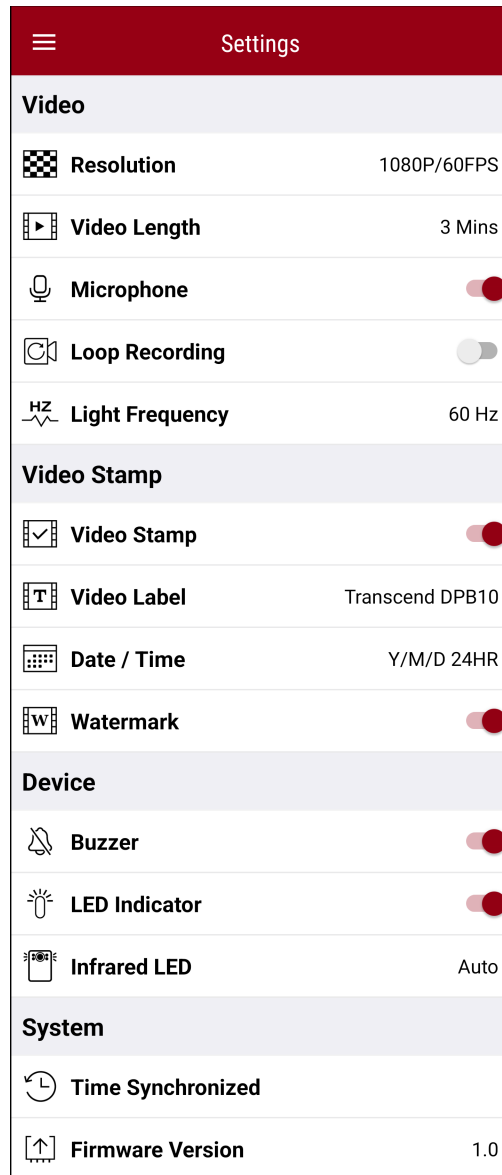 Settings
Video
Resolution 1080P/60FPS
Video Length 3 Mins
Microphone
Loop Recording
HZ Light Frequency 60 Hz
Video Stamp
Video Stamp
T Video Label Transcend DPB10
Date / Time Y/M/D 24HR
W Watermark
Device
Buzzer
LED Indicator
Infrared LED Auto
System
Time Synchronized
Firmware Version 1.0